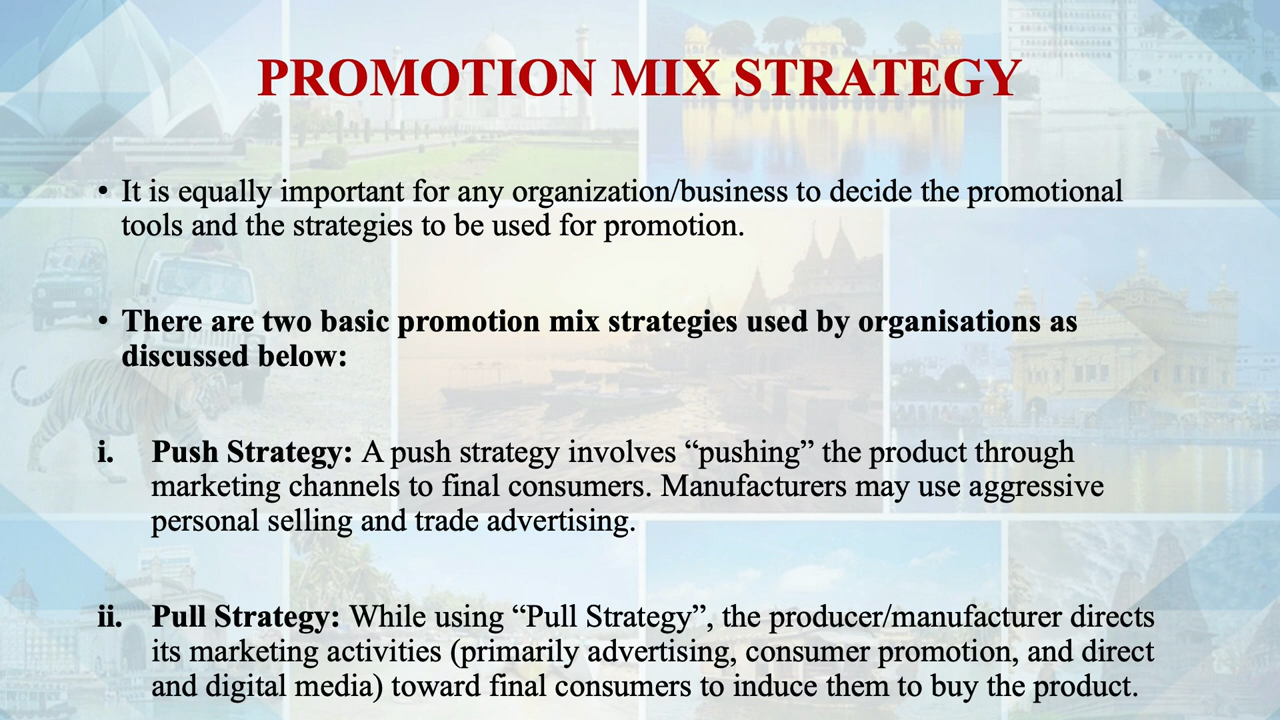 PROMOTION MIX STRATEGY
• It is equally important for any organization/business to decide the promotional
tools and the strategies to be used for promotion.
• There are two basic promotion mix strategies used by organisations as
discussed below:
i. Push Strategy: A push strategy involves “pushing” the product through
marketing channels to final consumers. Manufacturers may use aggressive
personal selling and trade advertising.
ii. Pull Strategy: While using “Pull Strategy”, the producer/manufacturer directs
its marketing activities (primarily advertising, consumer promotion, and direct
and digital media) toward final consumers to induce them to buy the product.